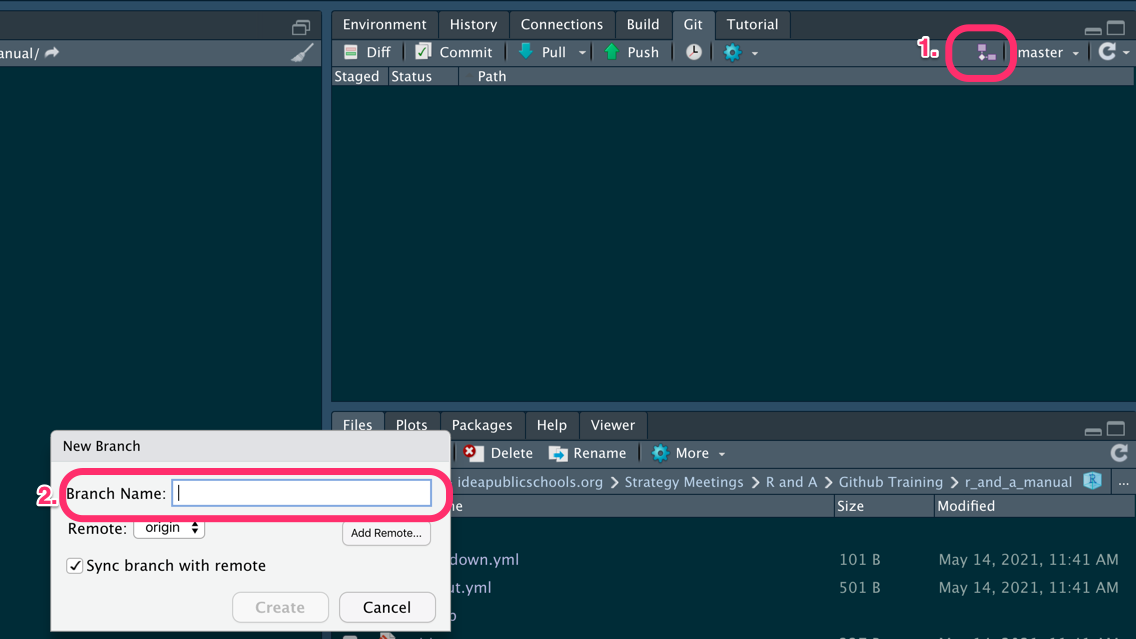 Environment History Connections Build Git Tutorial
anual/
Diff Commit Pull Push 1. master
Staged Status Path
Files Plots Packages Help Viewer
New Branch
Delete Rename More
ideapublicschools.org Strategy Meetings R and A Github Training r_and_a_manual R ...
2. Branch Name:
me Size Modified
Remote: origin Add Remote...
down.yml 101 B May 14, 2021, 11:41 AM
Sync branch with remote
ut.yml 501 B May 14, 2021, 11:41 AM
Create Cancel